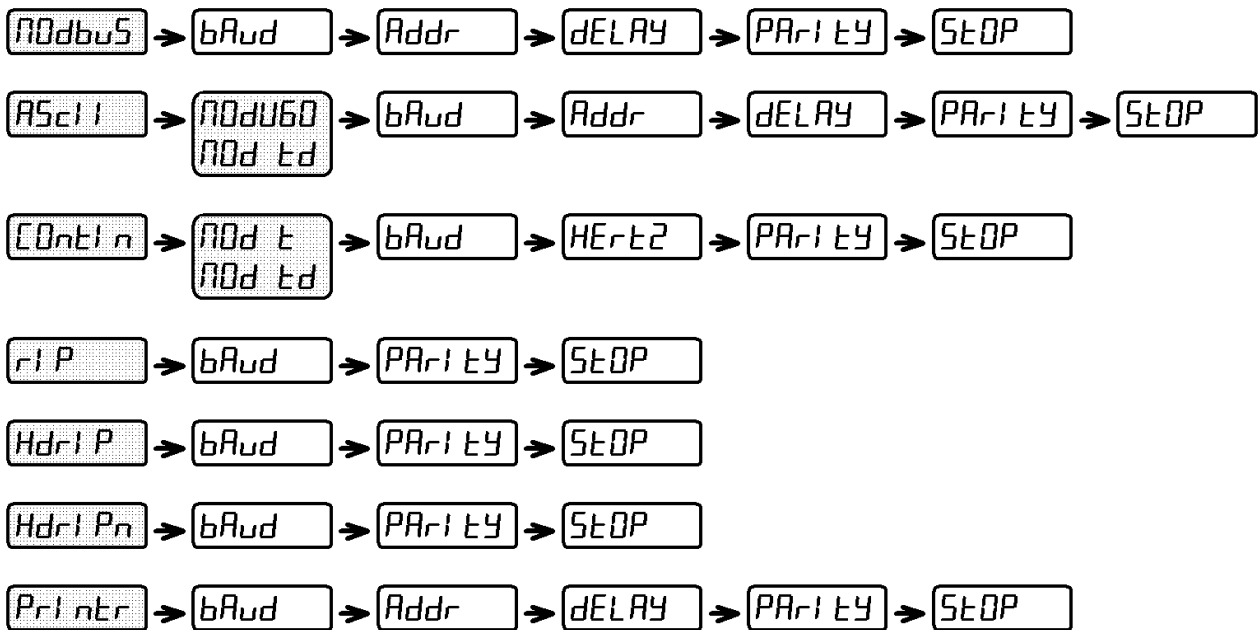 MOdbuS bAud Addr dELAY PArItY StOP
AScII MOdU60 bAud Addr dELAY PArItY StOP
MOd td
COntIn MOd t bAud HErtZ PArItY StOP
MOd td
rIP bAud PArItY StOP
HdrIP bAud PArItY StOP
HdrIPn bAud PArItY StOP
PrIntr bAud Addr dELAY PArItY StOP